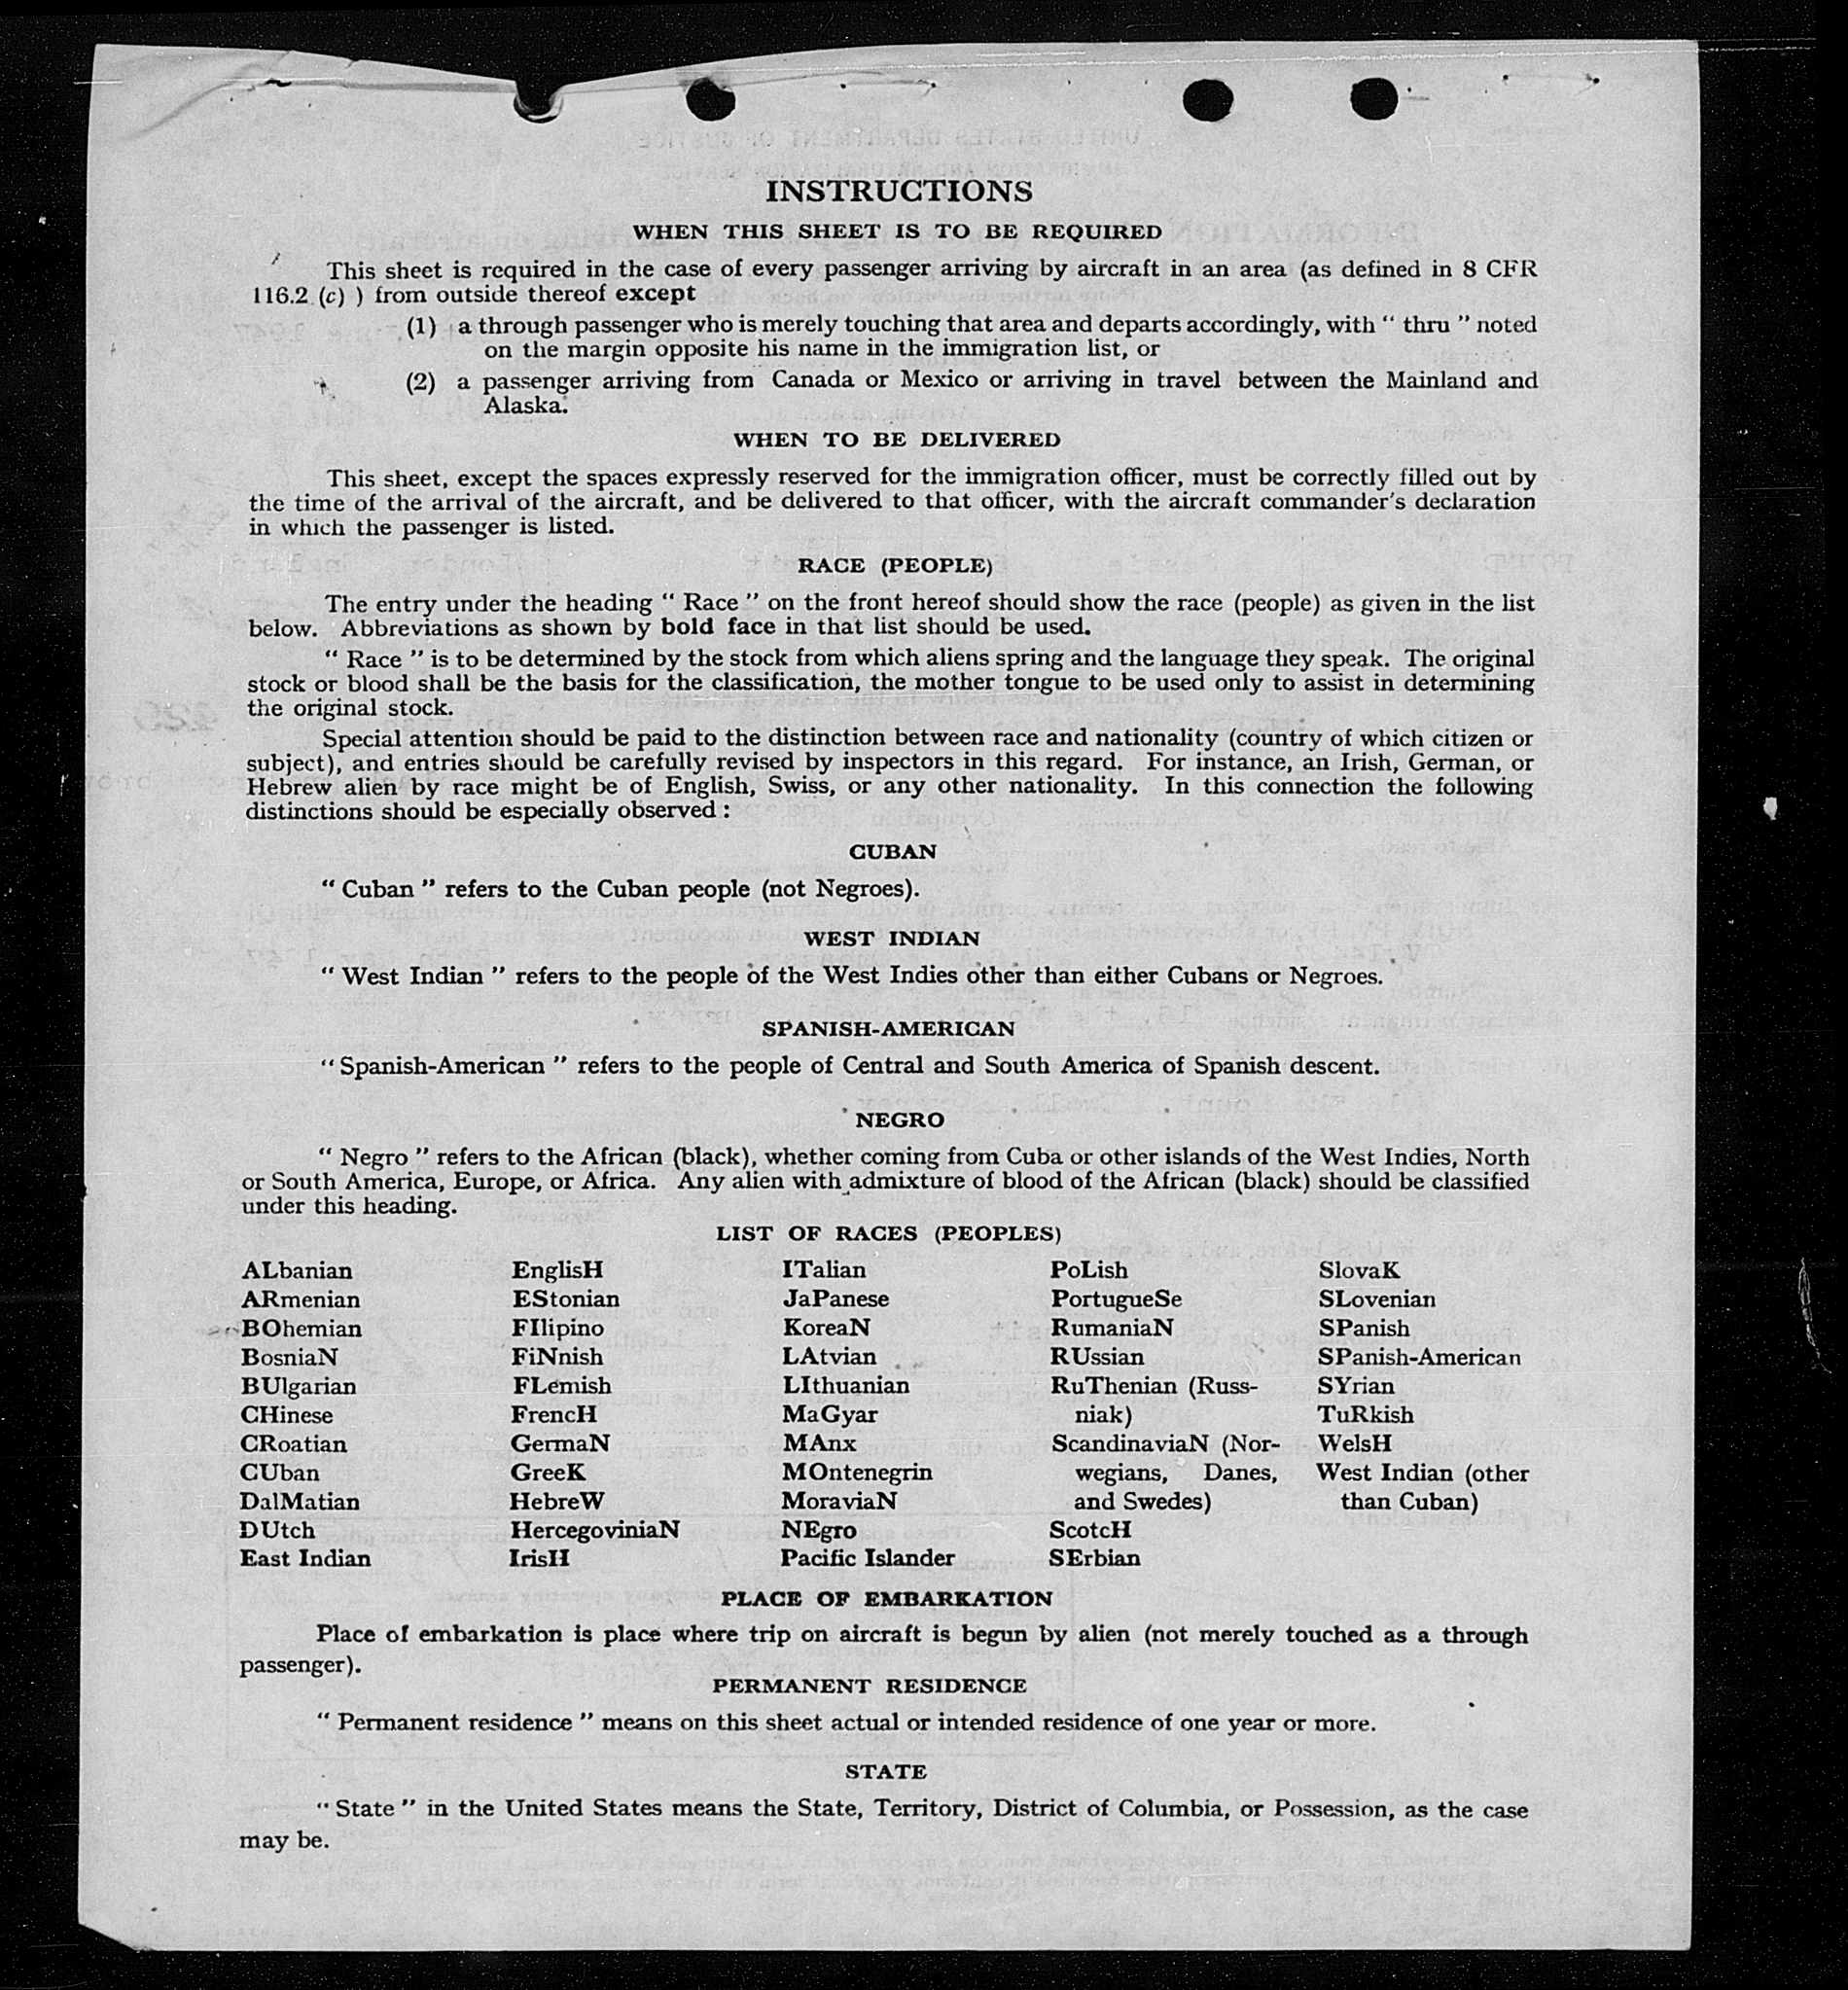 INSTRUCTIONS
WHEN THIS SHEET IS TO BE REQUIRED
This sheet is required in the case of every passenger arriving by aircraft in an area (as defined in 8 CFR
116.2 (c) ) from outside thereof except
(1) a through passenger who is merely touching that area and departs accordingly, with " thru " noted
on the margin opposite his name in the immigration list, or
(2) a passenger arriving from Canada or Mexico or arriving in travel between the Mainland and
Alaska.
WHEN TO BE DELIVERED
This sheet, except the spaces expressly reserved for the immigration officer, must be correctly filled out by
the time of the arrival of the aircraft, and be delivered to that officer, with the aircraft commander's declaration
in which the passenger is listed.
RACE (PEOPLE)
The entry under the heading " Race " on the front hereof should show the race (people) as given in the list
below. Abbreviations as shown by bold face in that list should be used.
" Race " is to be determined by the stock from which aliens spring and the language they speak. The original
stock or blood shall be the basis for the classification, the mother tongue to be used only to assist in determining
the original stock.
Special attention should be paid to the distinction between race and nationality (country of which citizen or
subject), and entries should be carefully revised by inspectors in this regard. For instance, an Irish, German, or
Hebrew alien by race might be of English, Swiss, or any other nationality. In this connection the following
distinctions should be especially observed :
CUBAN
" Cuban " refers to the Cuban people (not Negroes).
WEST INDIAN
" West Indian " refers to the people of the West Indies other than either Cubans or Negroes.
SPANISH-AMERICAN
" Spanish-American " refers to the people of Central and South America of Spanish descent.
NEGRO
" Negro " refers to the African (black), whether coming from Cuba or other islands of the West Indies, North
or South America, Europe, or Africa. Any alien with admixture of blood of the African (black) should be classified
under this heading.
LIST OF RACES (PEOPLES)
ALbanian EnglisH ITalian PoLish SlovaK
ARmenian EStonian JaPanese PortugueSe SLovenian
BOhemian FIlipino KoreaN RumaniaN SPanish
BosniaN FiNnish LAtvian RUssian SPanish-American
BUlgarian FLemish LIthuanian RuThenian (Russ- SYrian
CHinese FrencH MaGyar niak) TuRkish
CRoatian GermaN MAnx ScandinaviaN (Nor- WelsH
CUban GreeK MOntenegrin wegians, Danes, West Indian (other
DalMatian HebreW MoraviaN and Swedes) than Cuban)
DUtch HercegoviniaN NEgro ScotcH
East Indian IrisH Pacific Islander SErbian
PLACE OF EMBARKATION
Place of embarkation is place where trip on aircraft is begun by alien (not merely touched as a through
passenger).
PERMANENT RESIDENCE
" Permanent residence " means on this sheet actual or intended residence of one year or more.
STATE
" State " in the United States means the State, Territory, District of Columbia, or Possession, as the case
may be.